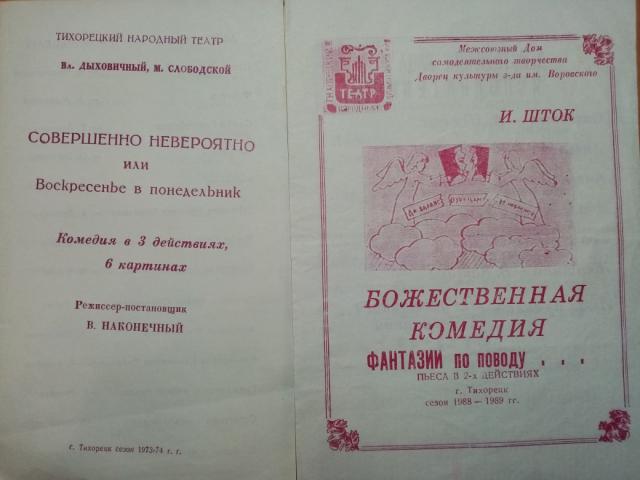 ТИХОРЕЦКИЙ НАРОДНЫЙ ТЕАТР
Вл. ДЫХОВИЧНЫЙ, М. СЛОБОДСКОЙ
СОВЕРШЕННО НЕВЕРОЯТНО
ИЛИ
Воскресенье в понедельник
Комедия в 3 действиях,
6 картинах
Режиссер-постановщик
В. НАКОНЕЧНЫЙ
г. Тихорецк сезон 1973-74 г. г.
ТЕАТР
НАРОДНЫЙ
Межсоюзный Дом
самодеятельного творчества
Дворец культуры з-да им. Воровского
И. ШТОК
БОЖЕСТВЕННАЯ
КОМЕДИЯ
ФАНТАЗИИ по поводу . . .
ПЬЕСА В 2-х ДЕЙСТВИЯХ
г. Тихорецк
сезон 1988 — 1989 гг.